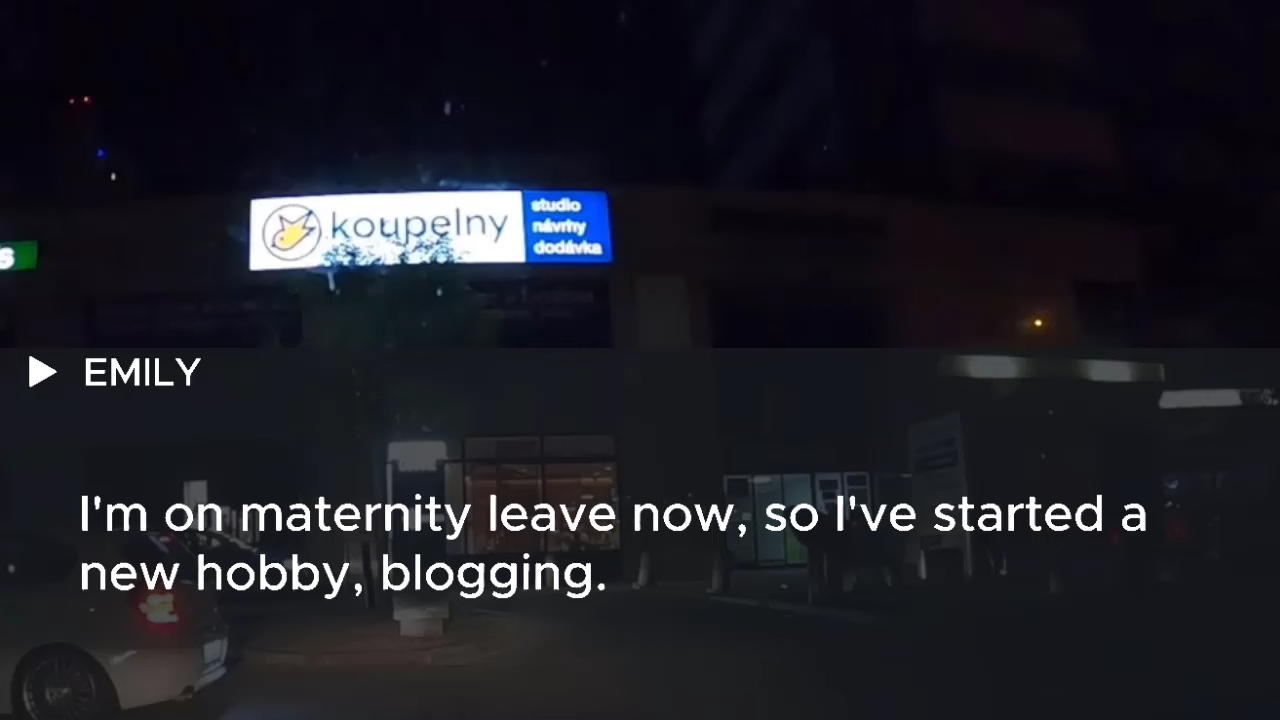 koupelny
studio
návrhy
dodávka
S
EMILY
I'm on maternity leave now, so I've started a
new hobby, blogging.